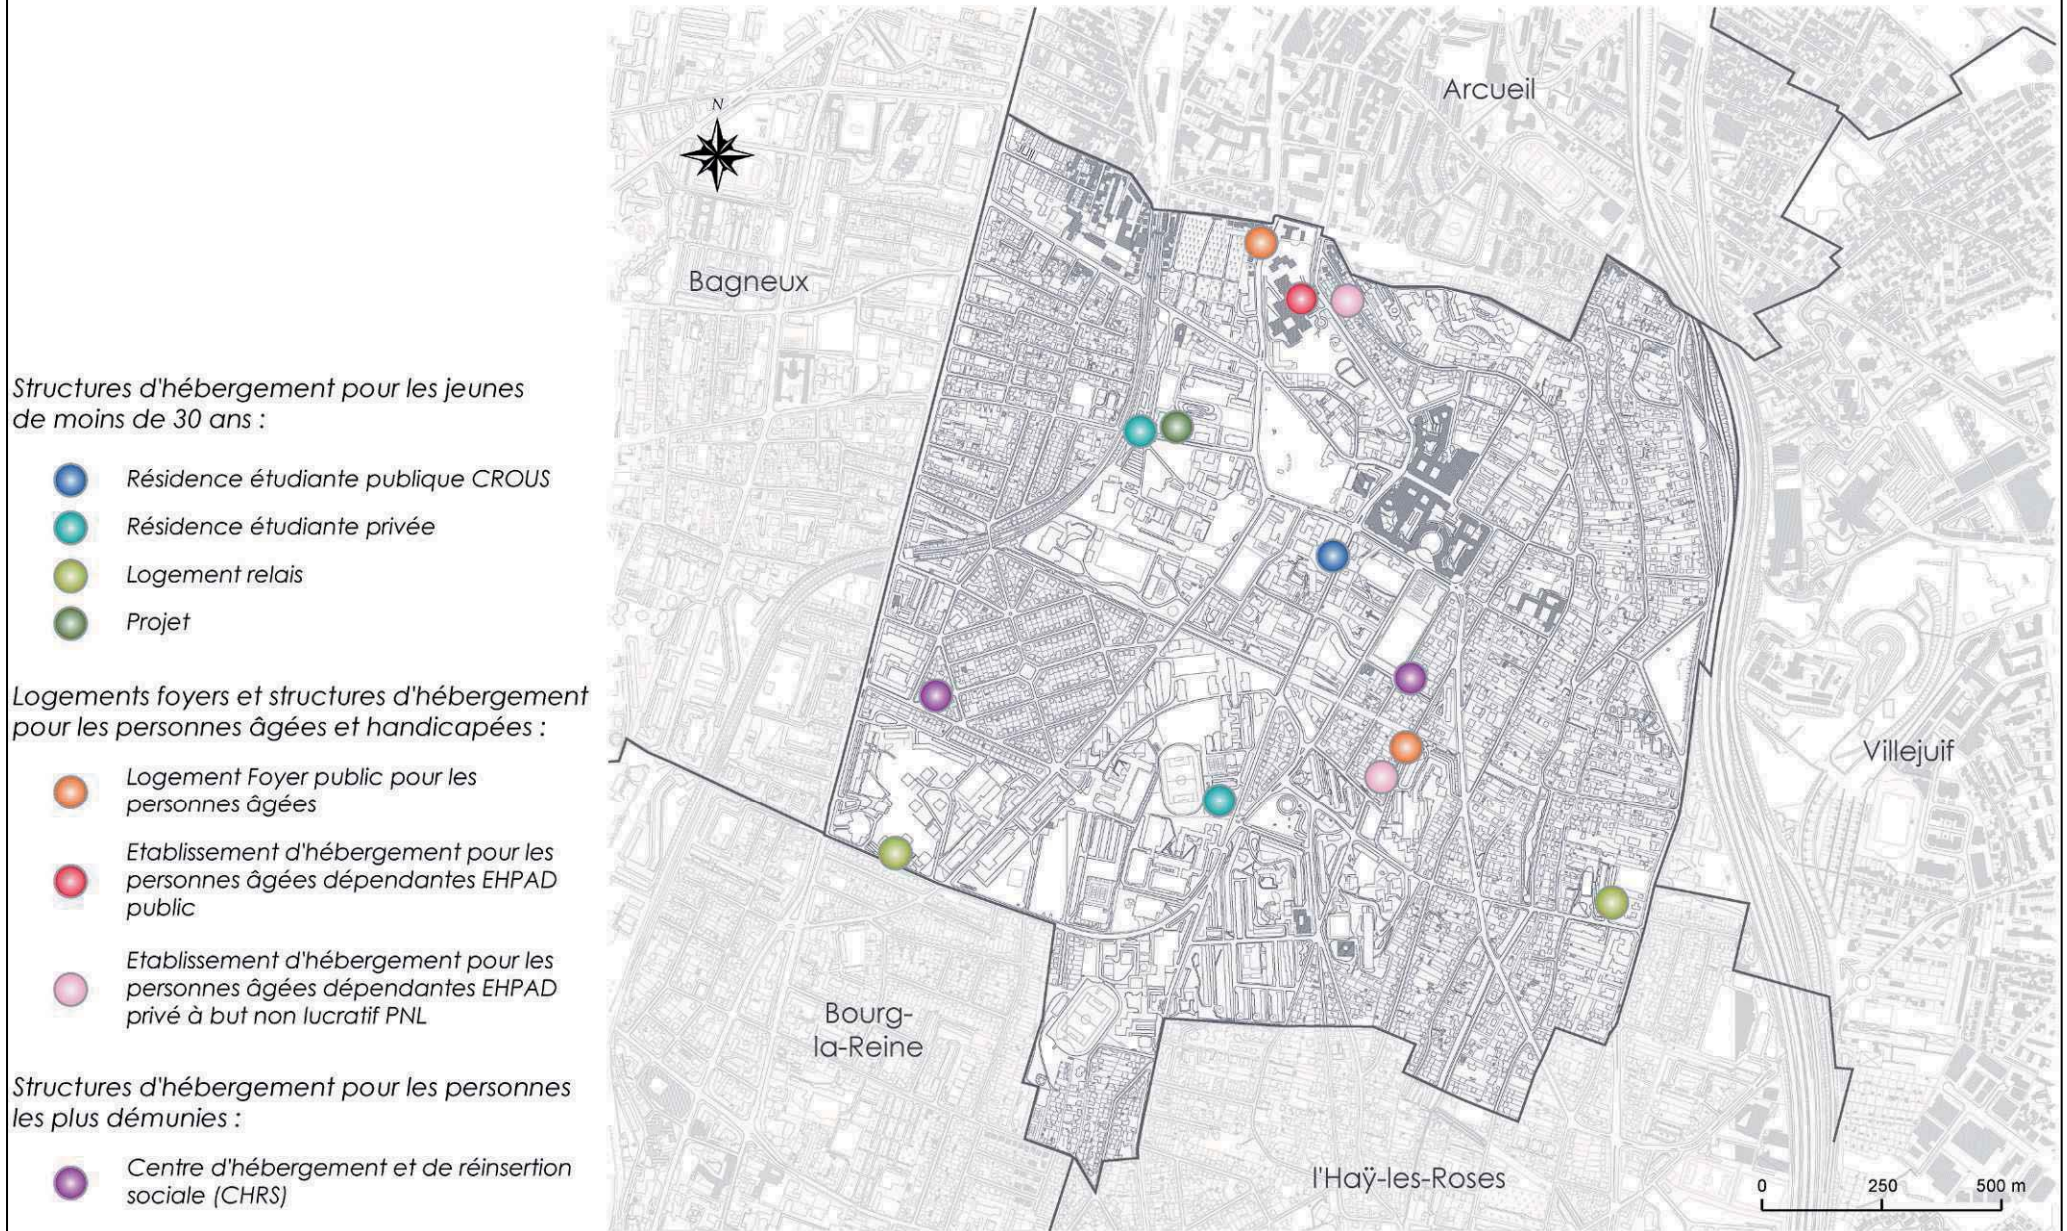 Structures d'hébergement pour les jeunes
de moins de 30 ans :
Résidence étudiante publique CROUS
Résidence étudiante privée
Logement relais
Projet
Logements foyers et structures d'hébergement
pour les personnes âgées et handicapées :
Logement Foyer public pour les
personnes âgées
Etablissement d'hébergement pour les
personnes âgées dépendantes EHPAD
public
Etablissement d'hébergement pour les
personnes âgées dépendantes EHPAD
privé à but non lucratif PNL
Structures d'hébergement pour les personnes
les plus démunies :
Centre d'hébergement et de réinsertion
sociale (CHRS)
N
Arcueil
Bagneux
Villejuif
Bourg-
la-Reine
l'Haÿ-les-Roses
0 250 500 m